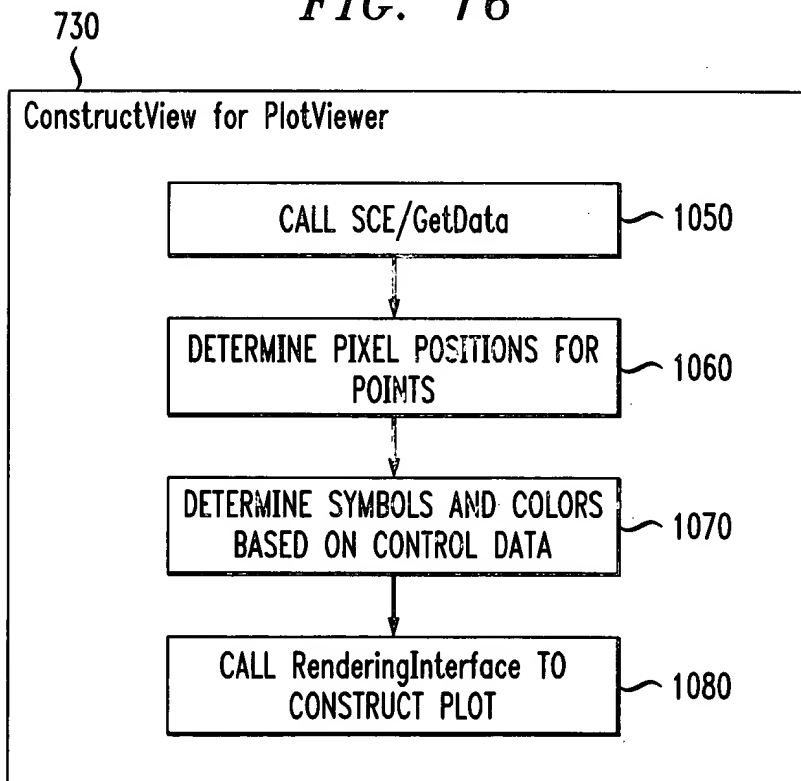 FIG. 16
730
ConstructView for PlotViewer
CALL SCE/GetData
1050
DETERMINE PIXEL POSITIONS FOR
POINTS
1060
DETERMINE SYMBOLS AND COLORS
BASED ON CONTROL DATA
1070
CALL RenderingInterface TO
CONSTRUCT PLOT
1080